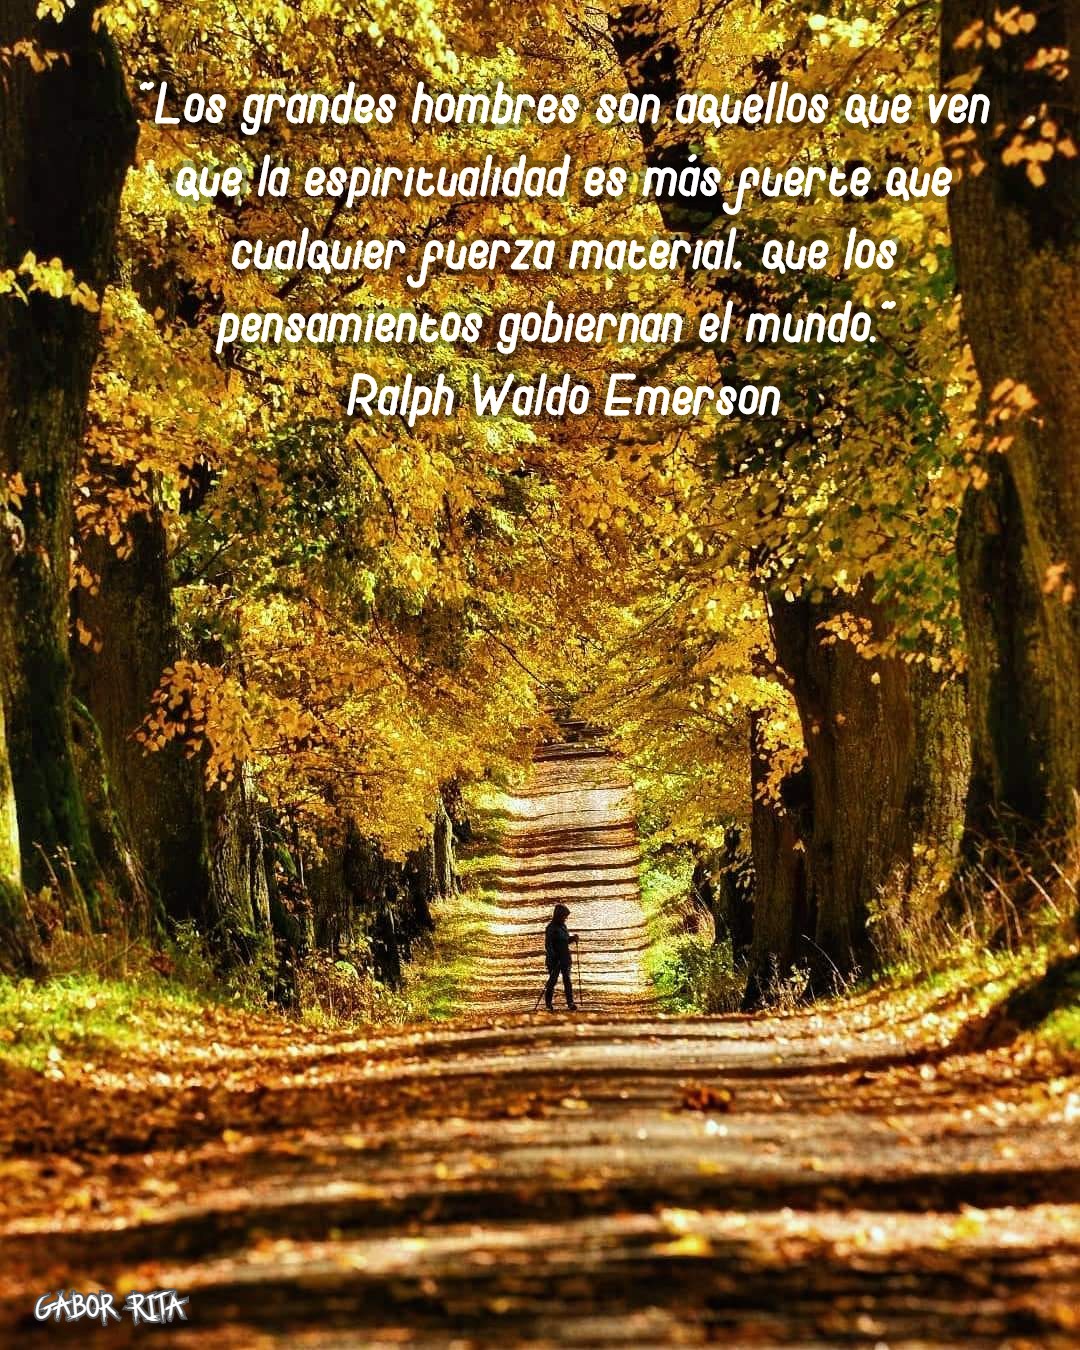 "Los grandes hombres son aquellos que ven
que la espiritualidad es más fuerte que
cualquier fuerza material. que los
pensamientos gobiernan el mundo."
Ralph Waldo Emerson
GABOR RITA